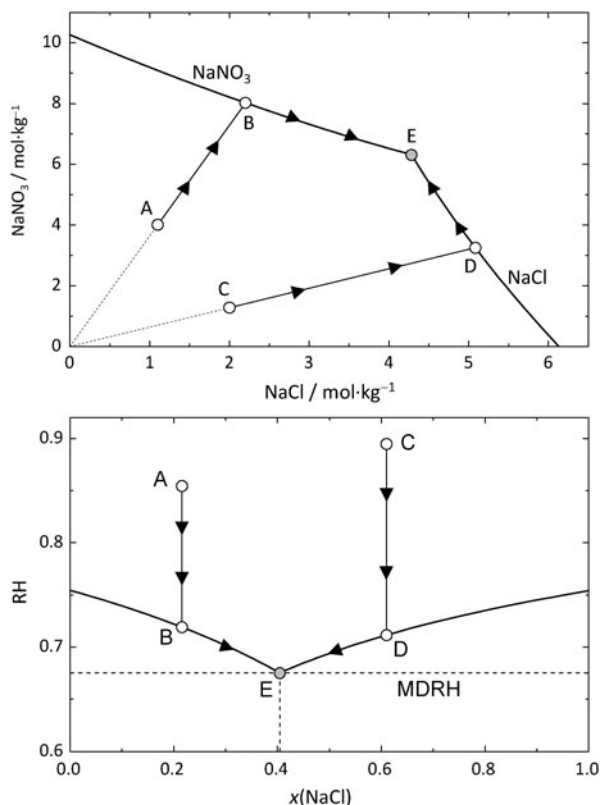 10
8
6
4
2
0
NaNO₃ / mol·kg⁻¹
NaNO₃
B
E
A
C
D
NaCl
0 1 2 3 4 5 6
NaCl / mol·kg⁻¹
0.9
0.8
0.7
0.6
RH
A
C
B
D
E
MDRH
0.0 0.2 0.4 0.6 0.8 1.0
x(NaCl)